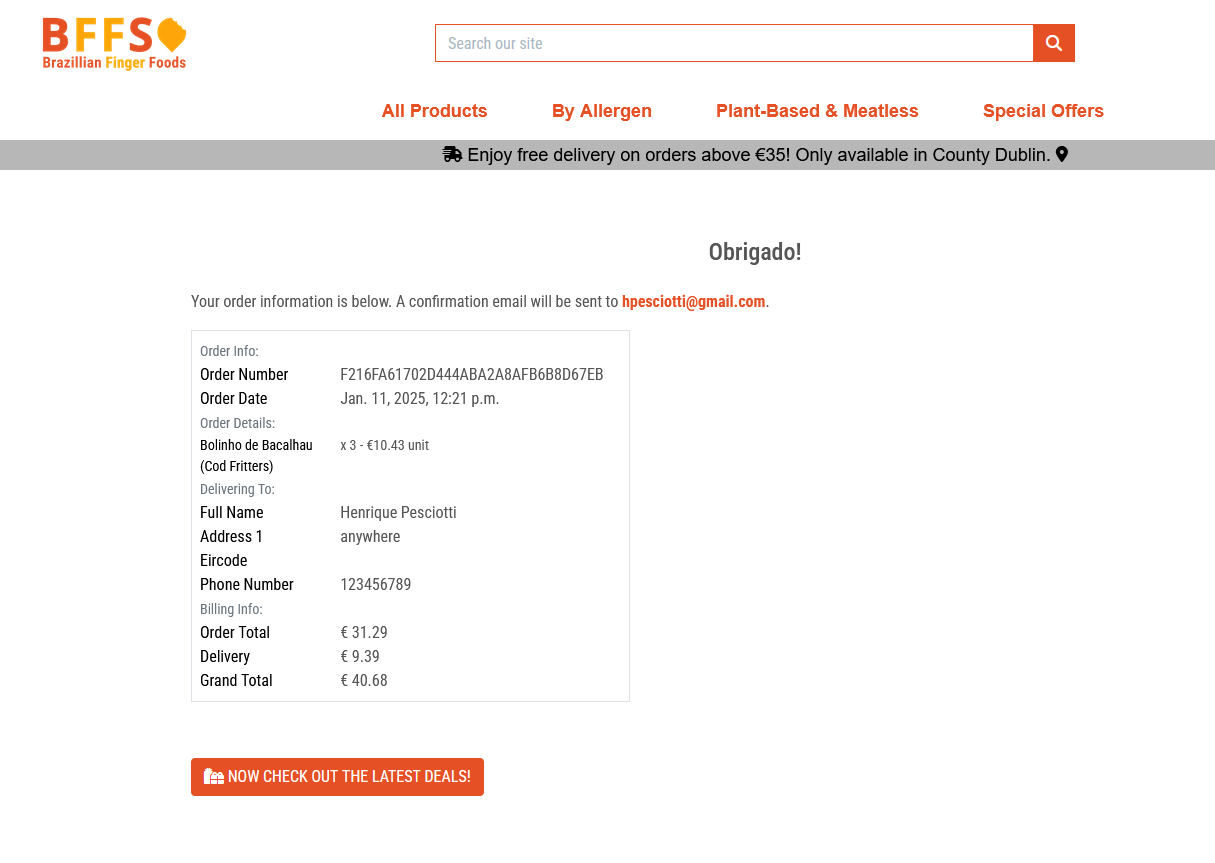 BFFS
Brazillian Finger Foods
Search our site
All Products By Allergen Plant-Based & Meatless Special Offers
Enjoy free delivery on orders above €35! Only available in County Dublin.
Obrigado!
Your order information is below. A confirmation email will be sent to hpesciotti@gmail.com.
Order Info:
Order Number F216FA61702D444ABA2A8AFB6B8D67EB
Order Date Jan. 11, 2025, 12:21 p.m.
Order Details:
Bolinho de Bacalhau x 3 - €10.43 unit
(Cod Fritters)
Delivering To:
Full Name Henrique Pesciotti
Address 1 anywhere
Eircode
Phone Number 123456789
Billing Info:
Order Total € 31.29
Delivery € 9.39
Grand Total € 40.68
NOW CHECK OUT THE LATEST DEALS!